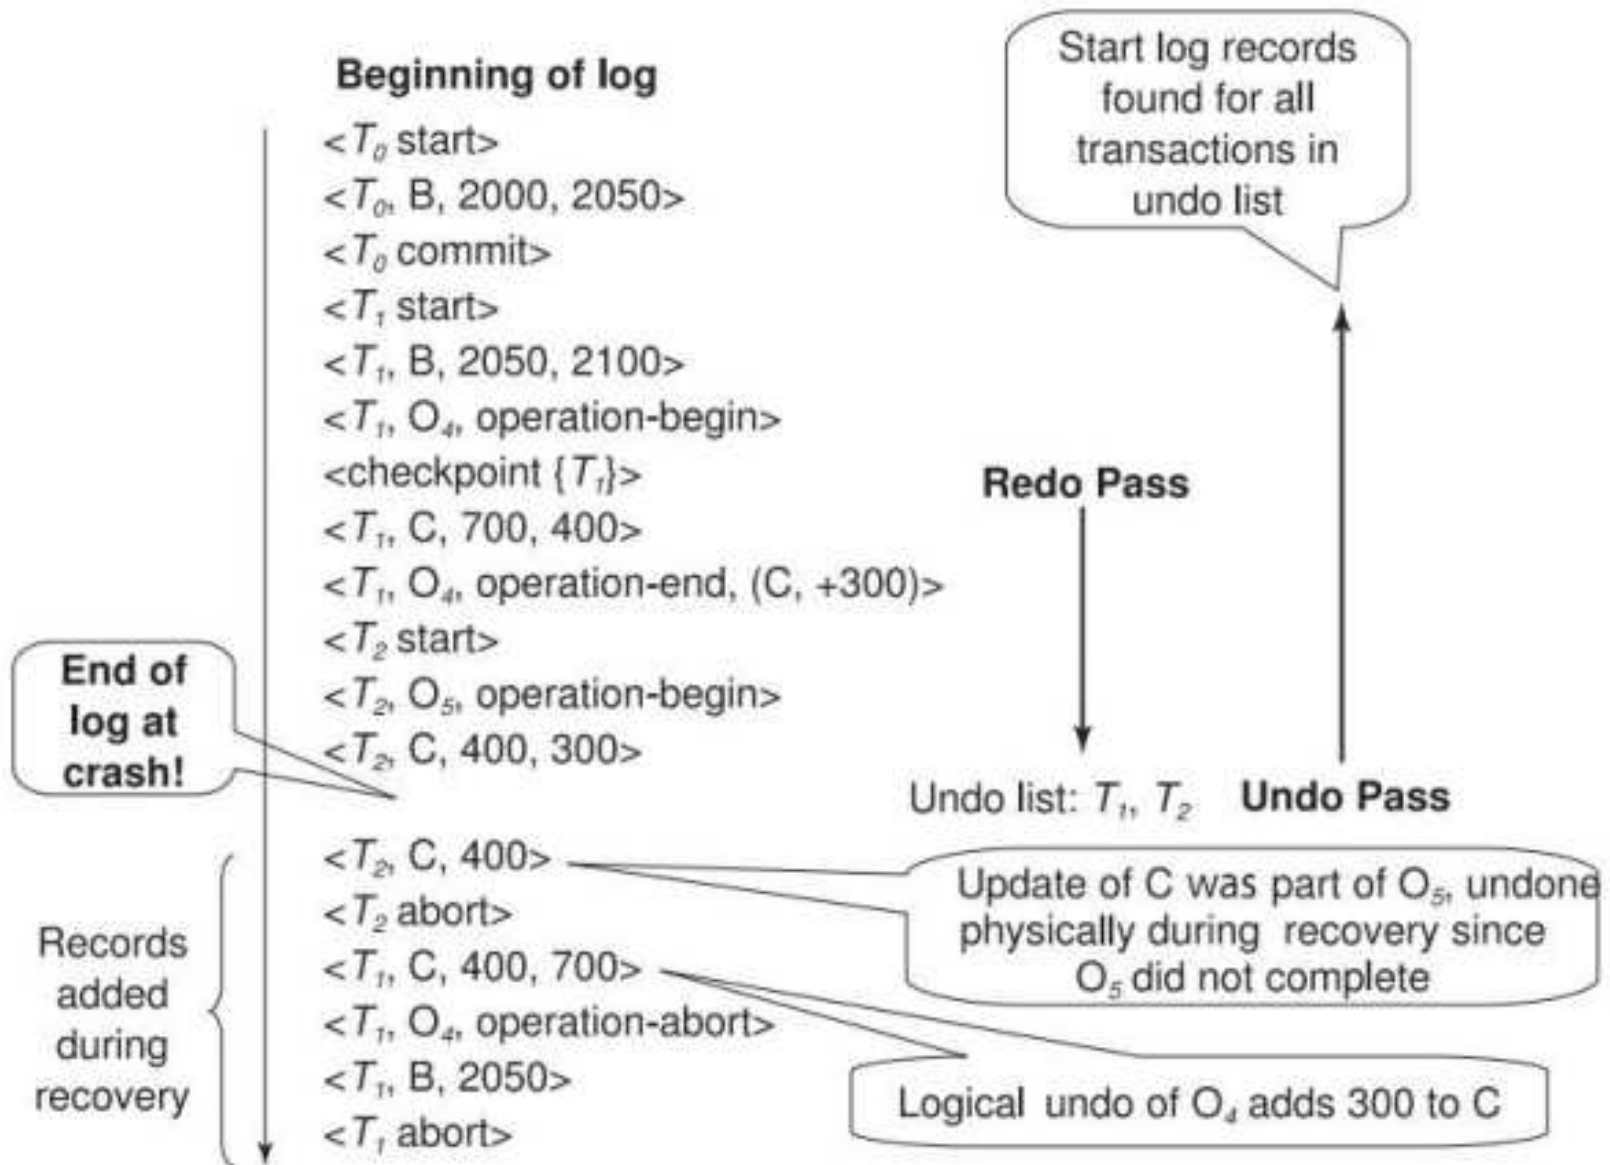 Beginning of log
<T0 start>
<T0, B, 2000, 2050>
<T0 commit>
<T1 start>
<T1, B, 2050, 2100>
<T1, O4, operation-begin>
<checkpoint {T1}>
<T1, C, 700, 400>
<T1, O4, operation-end, (C, +300)>
<T2 start>
<T2, O5, operation-begin>
<T2, C, 400, 300>
End of
log at
crash!
Start log records
found for all
transactions in
undo list
Redo Pass
Undo list: T1, T2
Undo Pass
Records
added
during
recovery
<T2, C, 400>
<T2 abort>
<T1, C, 400, 700>
<T1, O4, operation-abort>
<T1, B, 2050>
<T1 abort>
Update of C was part of O5, undone
physically during recovery since
O5 did not complete
Logical undo of O4 adds 300 to C